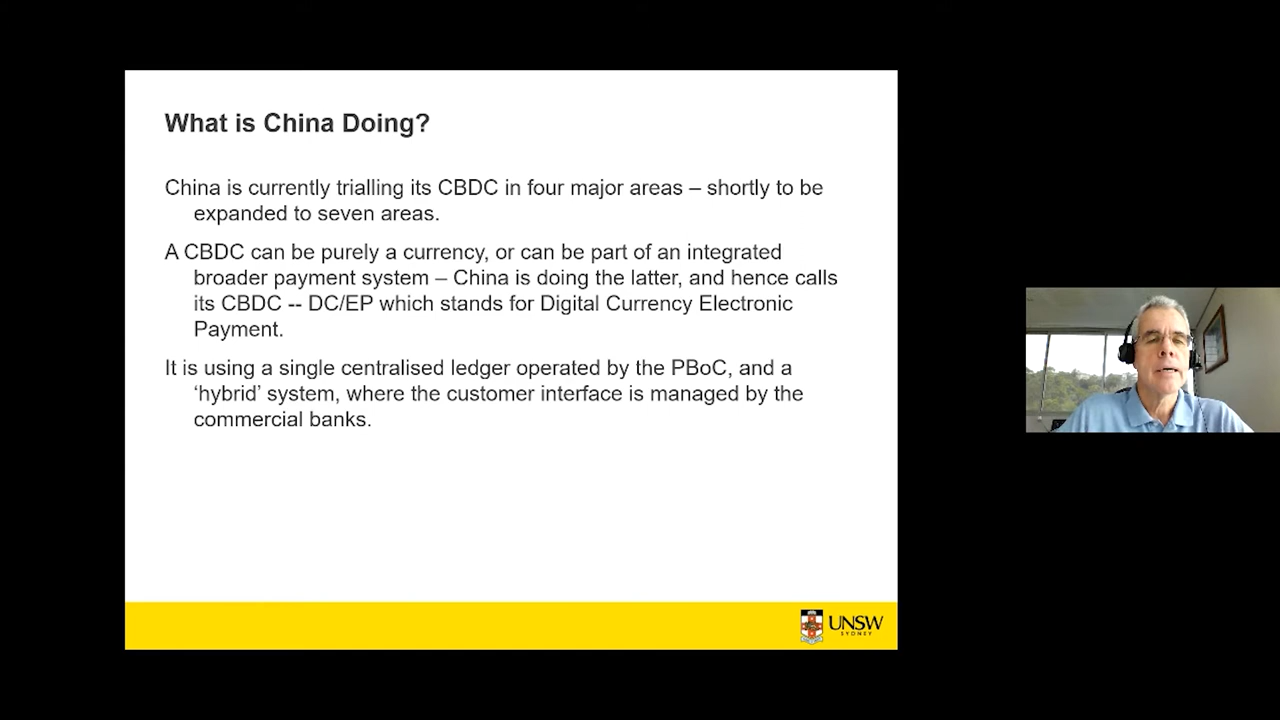 What is China Doing?
China is currently trialling its CBDC in four major areas – shortly to be
expanded to seven areas.
A CBDC can be purely a currency, or can be part of an integrated
broader payment system – China is doing the latter, and hence calls
its CBDC -- DC/EP which stands for Digital Currency Electronic
Payment.
It is using a single centralised ledger operated by the PBoC, and a
‘hybrid’ system, where the customer interface is managed by the
commercial banks.
UNSW
SYDNEY